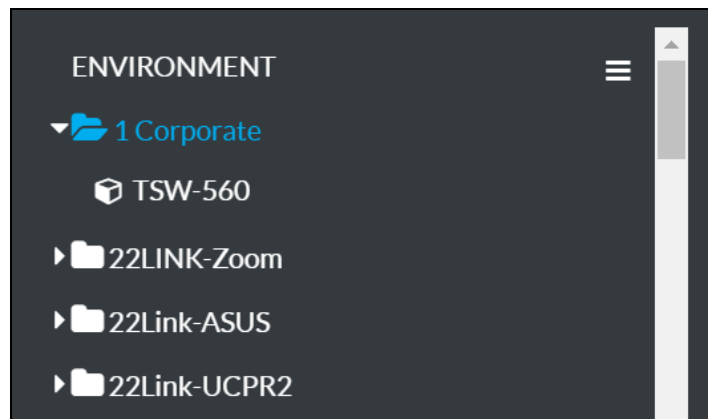 ENVIRONMENT
1 Corporate
TSW-560
22LINK-Zoom
22Link-ASUS
22Link-UCPR2